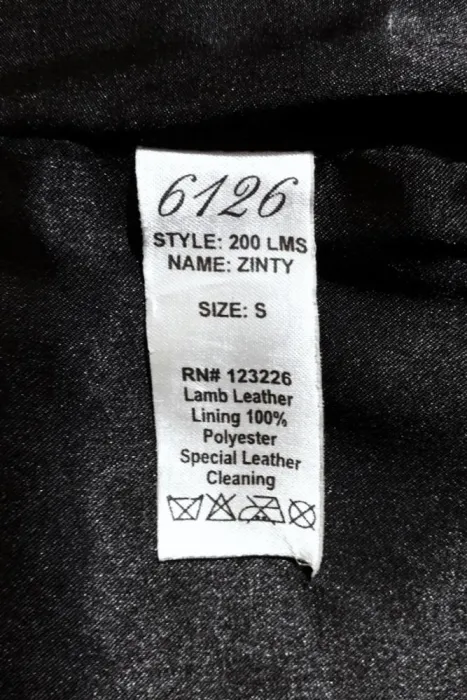 6126
STYLE: 200 LMS
NAME: ZINTY
SIZE: S
RN# 123226
Lamb Leather
Lining 100%
Polyester
Special Leather
Cleaning